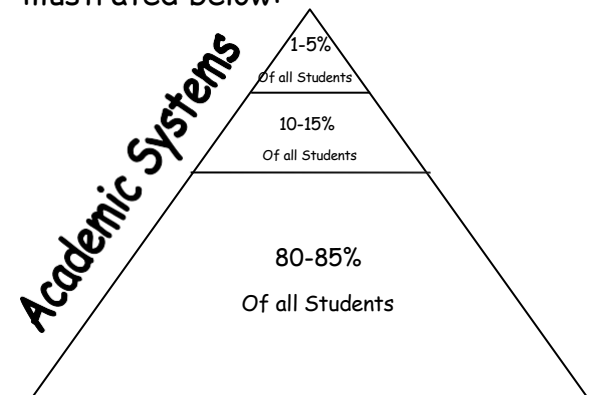 illustrated below:
1-5%
Of all Students
10-15%
Of all Students
80-85%
Of all Students
Academic Systems